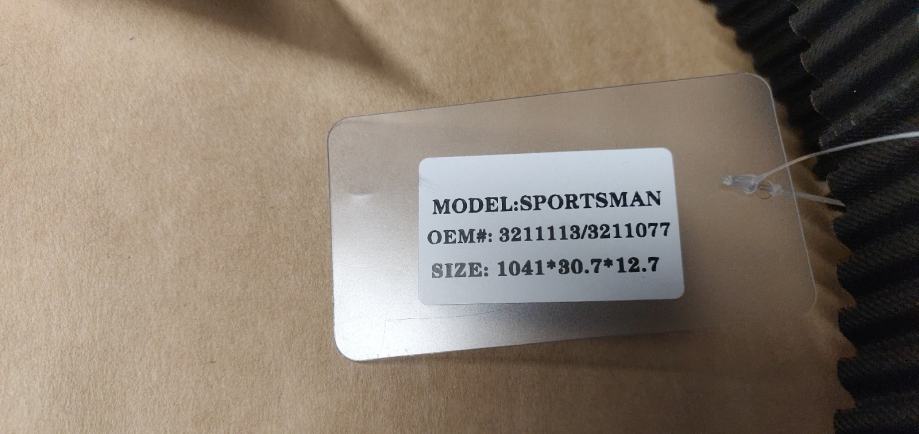 MODEL:SPORTSMAN
OEM#: 3211113/3211077
SIZE: 1041*30.7*12.7